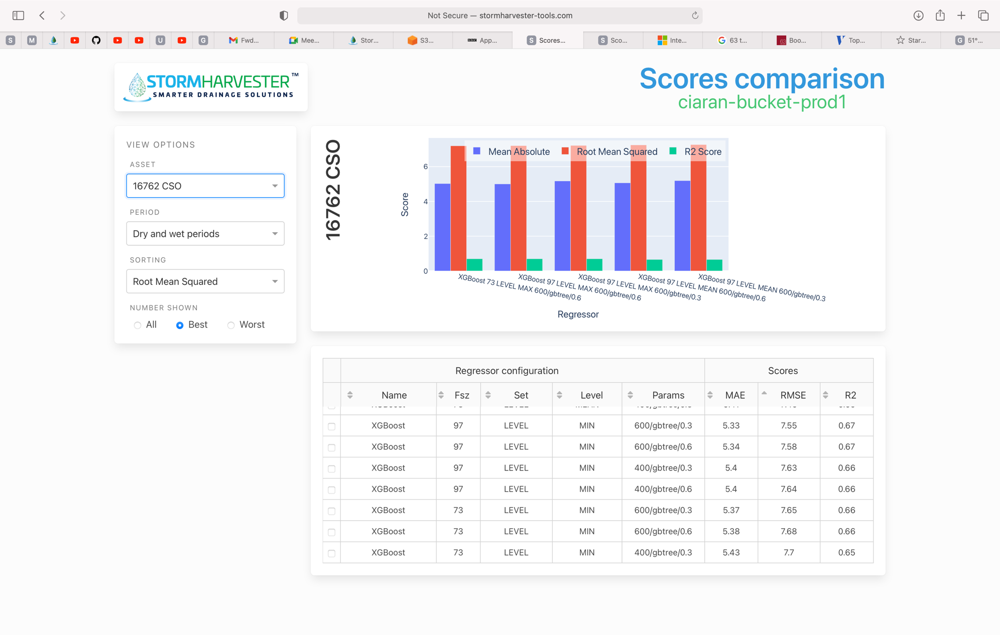 Not Secure — stormharvester-tools.com
S M U G Fwd... Mee... Stor... S3... BBC App... S Scores... S Sco... Inte... 63 t... 63 Boo... Top... Star... G 51°...
STORMHARVESTER™
SMARTER DRAINAGE SOLUTIONS
Scores comparison
ciaran-bucket-prod1
VIEW OPTIONS
ASSET
16762 CSO
PERIOD
Dry and wet periods
SORTING
Root Mean Squared
NUMBER SHOWN
All Best Worst
16762 CSO
Mean Absolute Root Mean Squared R2 Score
Score
6
4
2
0
XGBoost 73 LEVEL MAX 600/gbtree/0.6
XGBoost 97 LEVEL MAX 600/gbtree/0.6
XGBoost 97 LEVEL MAX 600/gbtree/0.3
XGBoost 97 LEVEL MEAN 600/gbtree/0.6
XGBoost 97 LEVEL MEAN 600/gbtree/0.3
Regressor
Regressor configuration Scores
Name Fsz Set Level Params MAE RMSE R2
XGBoost 97 LEVEL MIN 600/gbtree/0.3 5.33 7.55 0.67
XGBoost 97 LEVEL MIN 600/gbtree/0.6 5.34 7.58 0.67
XGBoost 97 LEVEL MIN 400/gbtree/0.3 5.4 7.63 0.66
XGBoost 97 LEVEL MIN 400/gbtree/0.6 5.4 7.64 0.66
XGBoost 73 LEVEL MIN 600/gbtree/0.3 5.37 7.65 0.66
XGBoost 73 LEVEL MIN 600/gbtree/0.6 5.38 7.68 0.66
XGBoost 73 LEVEL MIN 400/gbtree/0.3 5.43 7.7 0.65